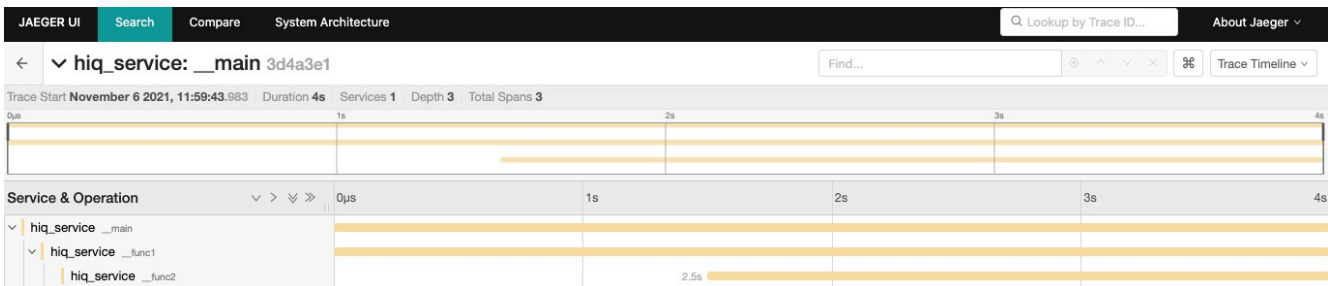 JAEGER UI Search Compare System Architecture Lookup by Trace ID... About Jaeger
hiq_service: __main 3d4a3e1 Find... ⌘ Trace Timeline
Trace Start November 6 2021, 11:59:43.983 Duration 4s Services 1 Depth 3 Total Spans 3
0μs 1s 2s 3s 4s
Service & Operation 0μs 1s 2s 3s 4s
hiq_service __main
hiq_service __func1
hiq_service __func2 2.5s